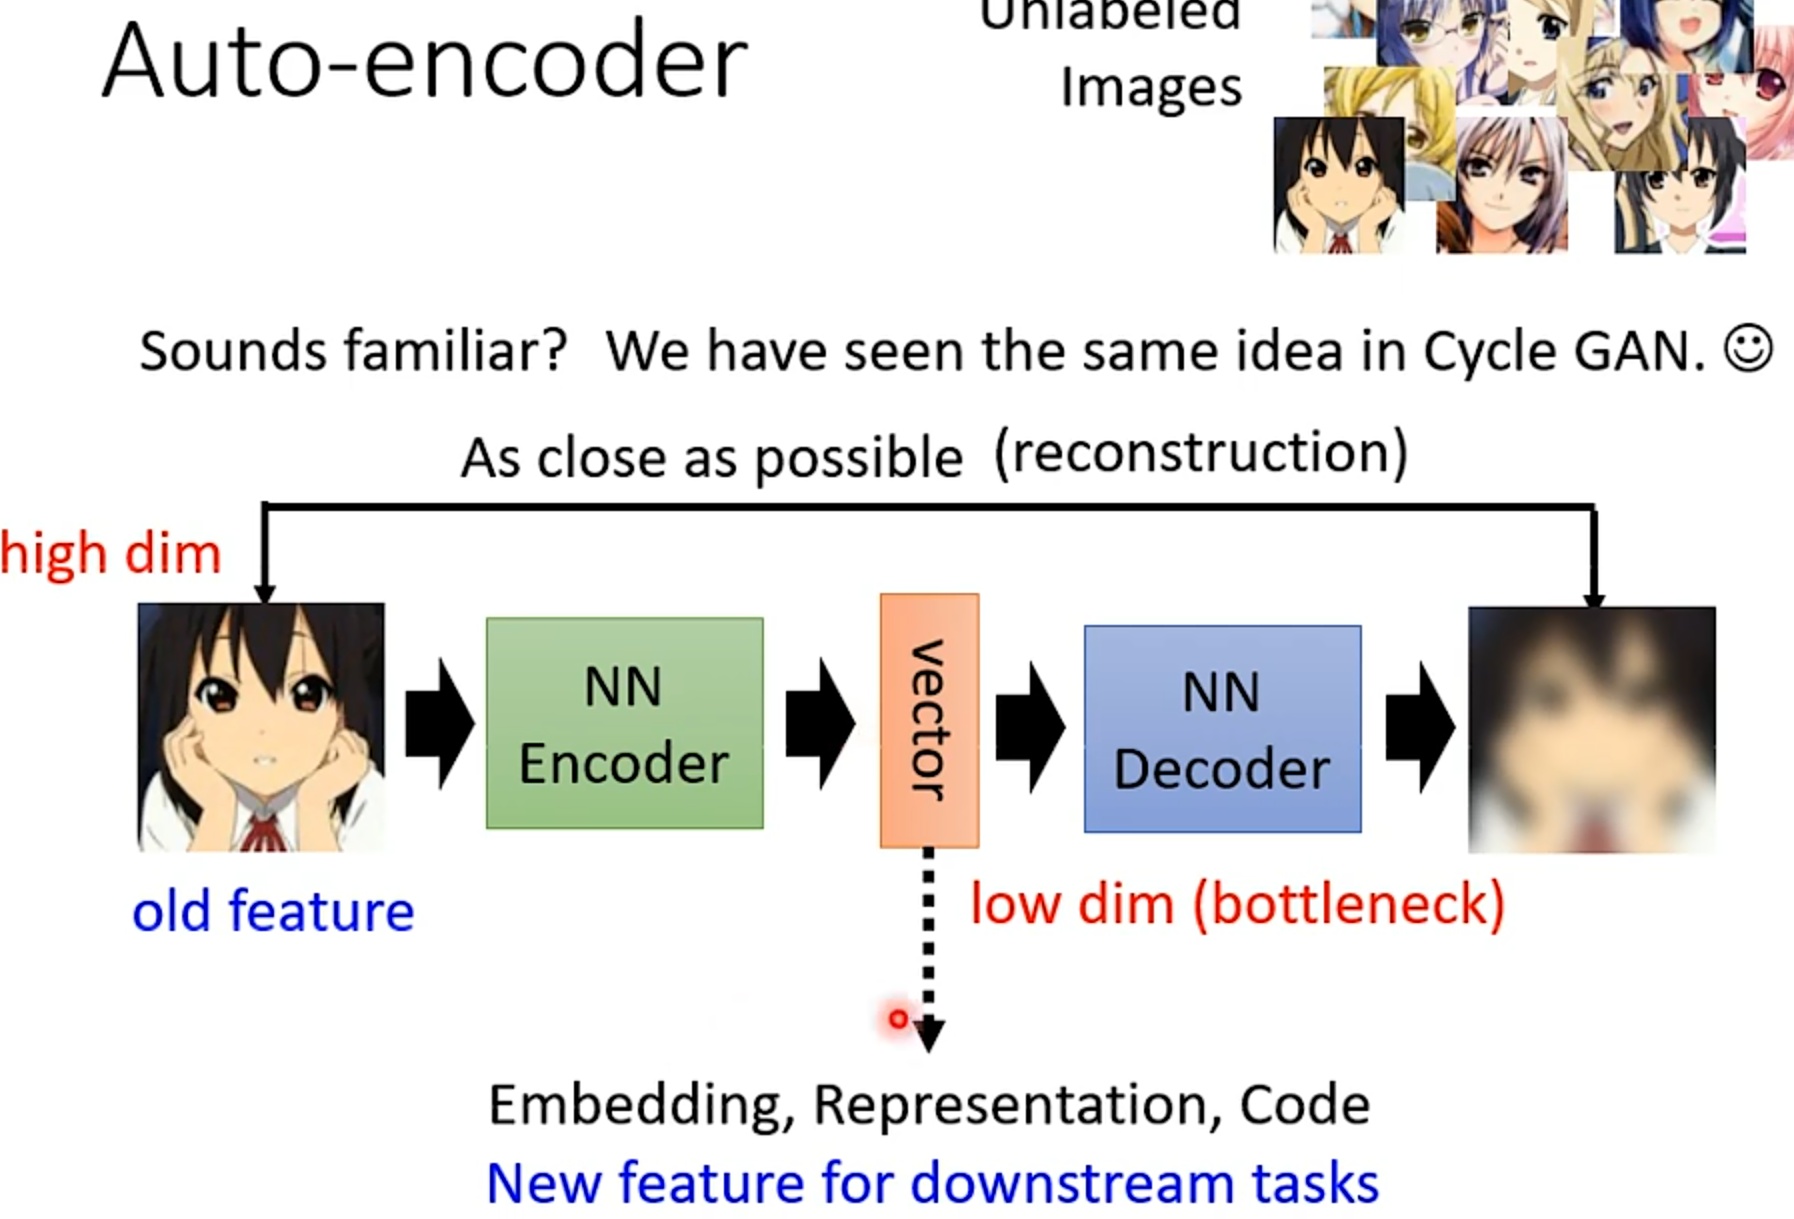 Auto-encoder
Unlabeled
Images
Sounds familiar? We have seen the same idea in Cycle GAN. ☺
As close as possible (reconstruction)
high dim
NN
Encoder
vector
NN
Decoder
old feature
low dim (bottleneck)
Embedding, Representation, Code
New feature for downstream tasks